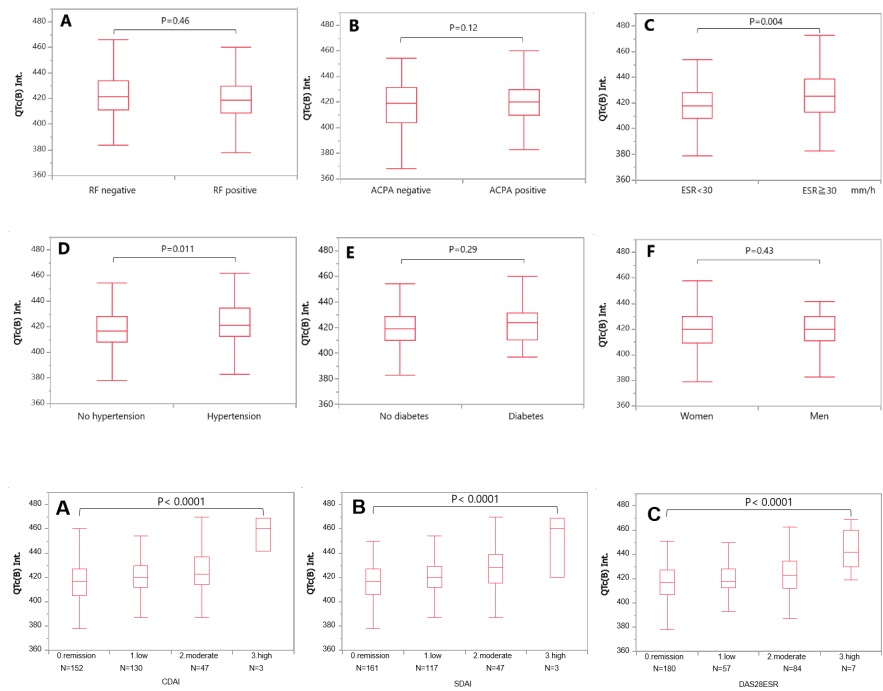 A
P=0.46
QTc(B) Int.
480
460
440
420
400
380
360
RF negative
RF positive
B
P=0.12
QTc(B) Int.
480
460
440
420
400
380
360
ACPA negative
ACPA positive
C
P=0.004
QTc(B) Int.
480
460
440
420
400
380
360
ESR<30
ESR≧30
mm/h
D
P=0.011
QTc(B) Int.
480
460
440
420
400
380
360
No hypertension
Hypertension
E
P=0.29
QTc(B) Int.
480
460
440
420
400
380
360
No diabetes
Diabetes
F
P=0.43
QTc(B) Int.
480
460
440
420
400
380
360
Women
Men
A
P< 0.0001
QTc(B) Int.
480
460
440
420
400
380
360
0.remission 1.low 2.moderate 3.high
N=152 N=130 N=47 N=3
CDAI
B
P< 0.0001
QTc(B) Int.
480
460
440
420
400
380
360
0.remission 1.low 2.moderate 3.high
N=161 N=117 N=47 N=3
SDAI
C
P< 0.0001
QTc(B) Int.
480
460
440
420
400
380
360
0.remission 1.low 2.moderate 3.high
N=180 N=57 N=84 N=7
DAS28ESR